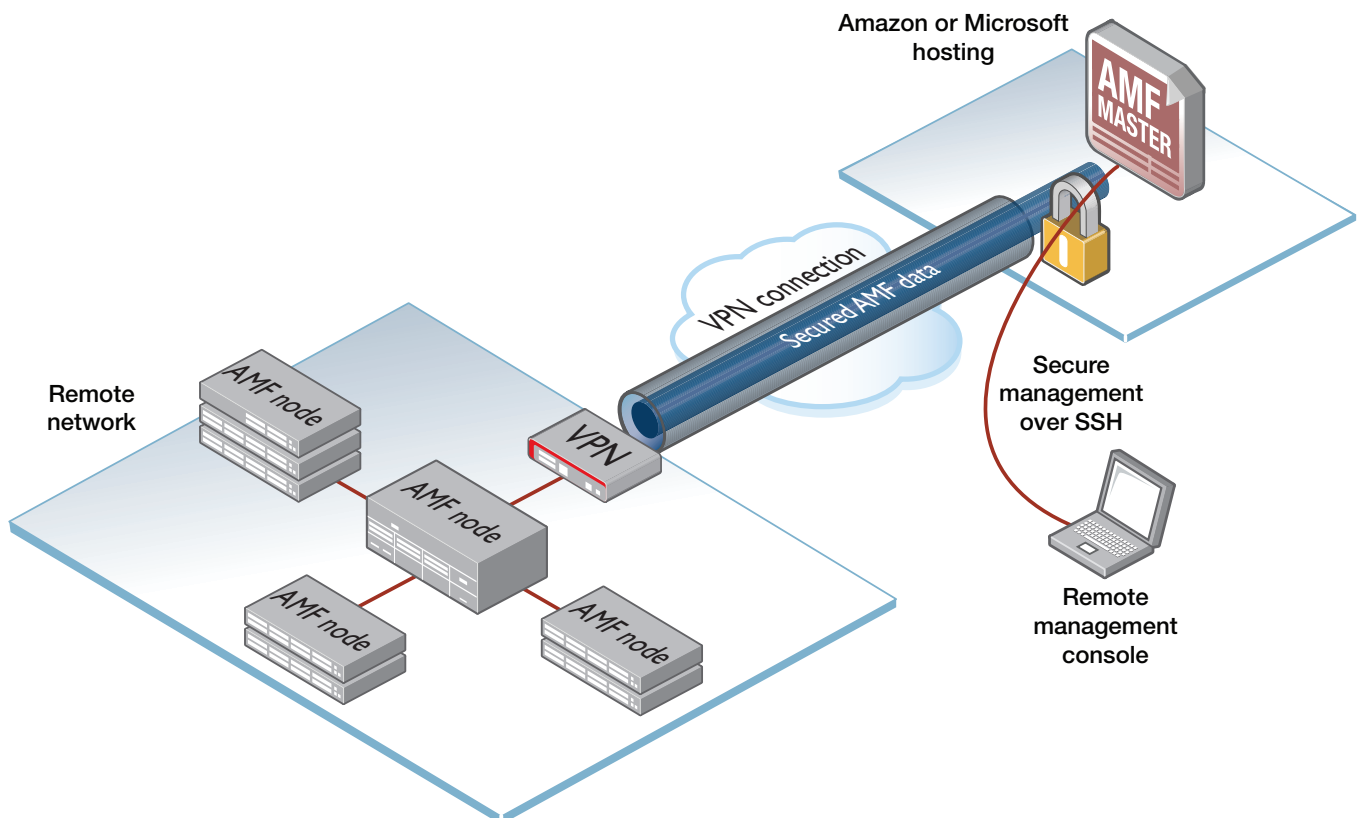 Amazon or Microsoft
hosting
AMF
MASTER
VPN connection
Secured AMF data
Remote
network
AMF node
VPN
AMF node
AMF node
AMF node
Secure
management
over SSH
Remote
management
console